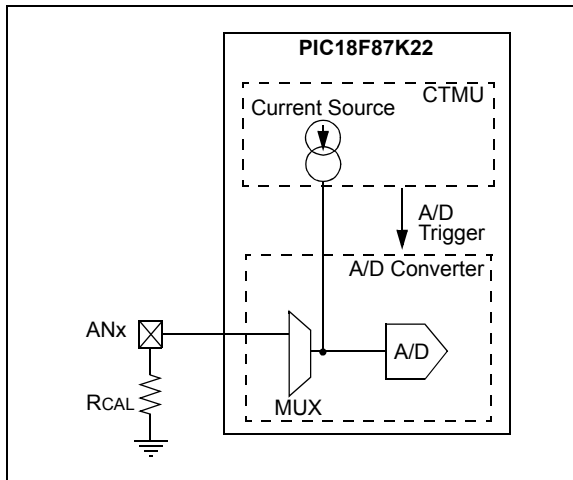 PIC18F87K22
CTMU
Current Source
A/D
Trigger
A/D Converter
ANx
A/D
RCAL
MUX